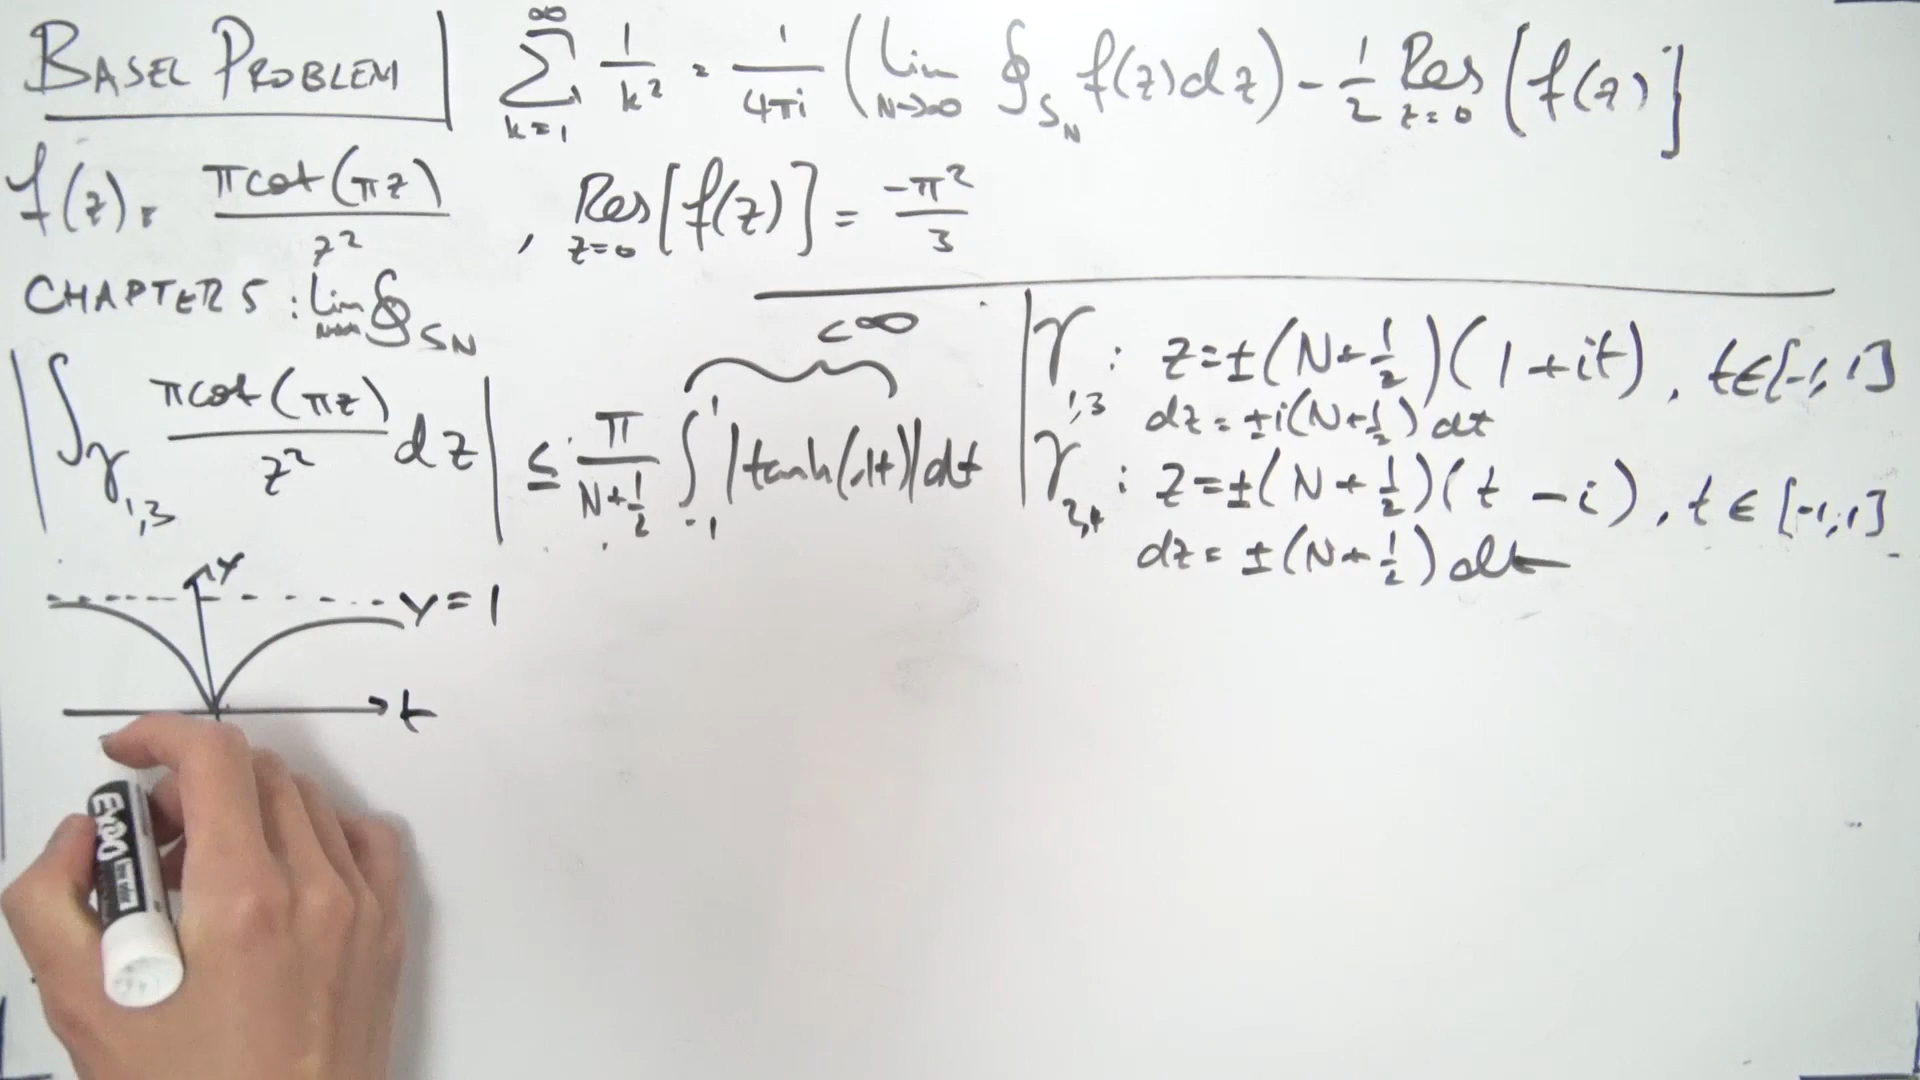 BASEL PROBLEM
∑_{k=1}^{∞} 1/k² = 1/(4πi) (lim_{N→∞} ∮_{S_N} f(z)dz) - 1/2 Res_{z=0} [f(z)]
f(z) = πcot(πz)/z² , Res_{z=0} [f(z)] = -π²/3
CHAPTER 5 : lim_{N→∞} ∮_{S_N}
|∫_{γ_{1,3}} πcot(πz)/z² dz| ≤ π/(N+1/2) ∫_{-1}^{1} |tanh(At)|dt
<∞
γ_{1,3} : z=±(N+1/2)(1+it), t∈[-1,1]
dz = ±i(N+1/2)dt
γ_{2,4} : z=±(N+1/2)(t-i), t∈[-1,1]
dz = ±(N+1/2)dt
y
y=1
t
EXPO